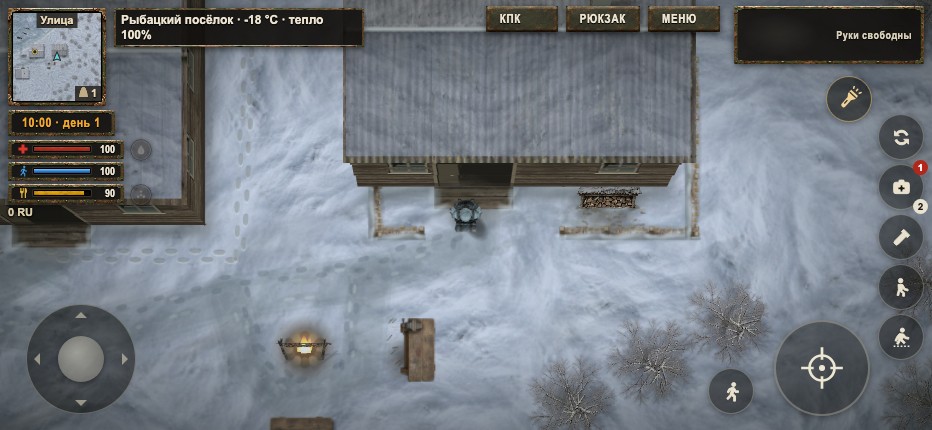 Улица
1
10:00 · день 1
100
100
90
0 RU
Рыбацкий посёлок · -18 °C · тепло
100%
КПК
РЮКЗАК
МЕНЮ
Руки свободны
1
2